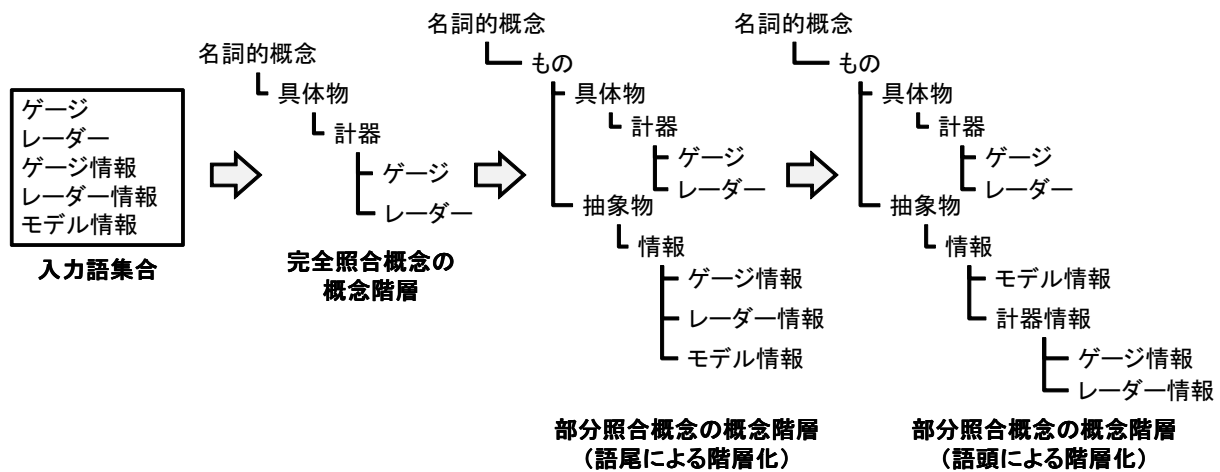 ゲージ
レーダー
ゲージ情報
レーダー情報
モデル情報
入力語集合
名詞的概念
具体物
計器
ゲージ
レーダー
完全照合概念の
概念階層
名詞的概念
もの
具体物
計器
ゲージ
レーダー
抽象物
情報
ゲージ情報
レーダー情報
モデル情報
部分照合概念の概念階層
（語尾による階層化）
名詞的概念
もの
具体物
計器
ゲージ
レーダー
抽象物
情報
モデル情報
計器情報
ゲージ情報
レーダー情報
部分照合概念の概念階層
（語頭による階層化）